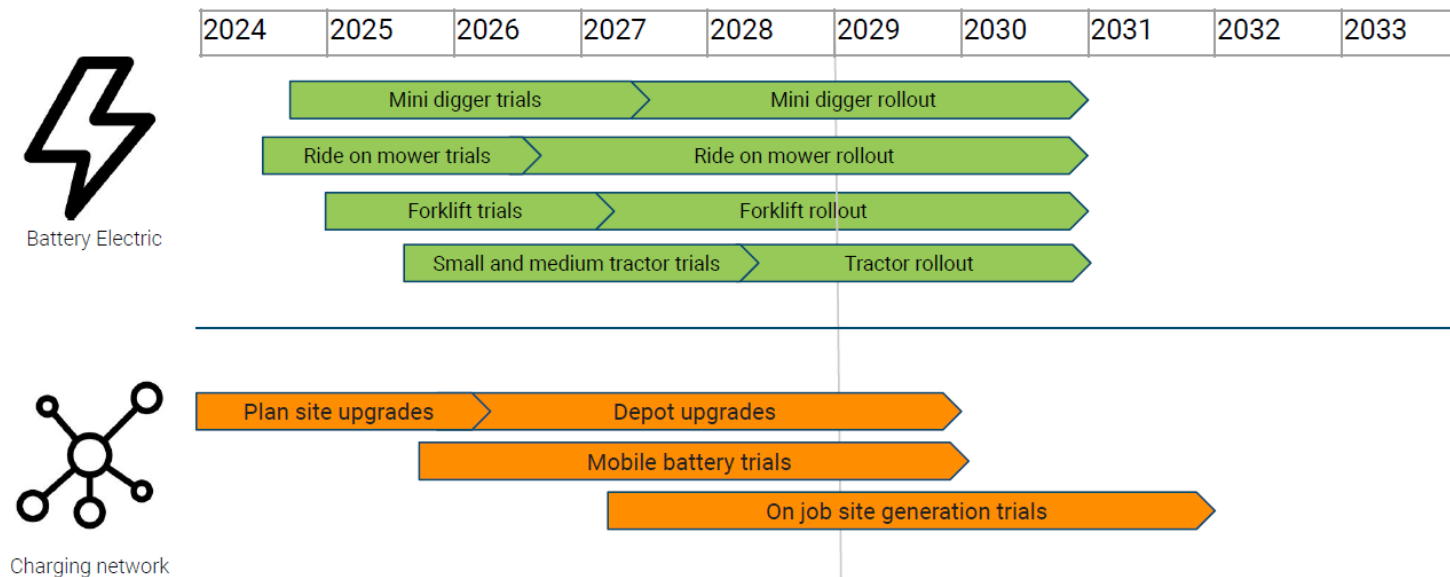 2024 2025 2026 2027 2028 2029 2030 2031 2032 2033
Mini digger trials Mini digger rollout
Ride on mower trials Ride on mower rollout
Forklift trials Forklift rollout
Battery Electric
Small and medium tractor trials Tractor rollout
Plan site upgrades Depot upgrades
Mobile battery trials
On job site generation trials
Charging network